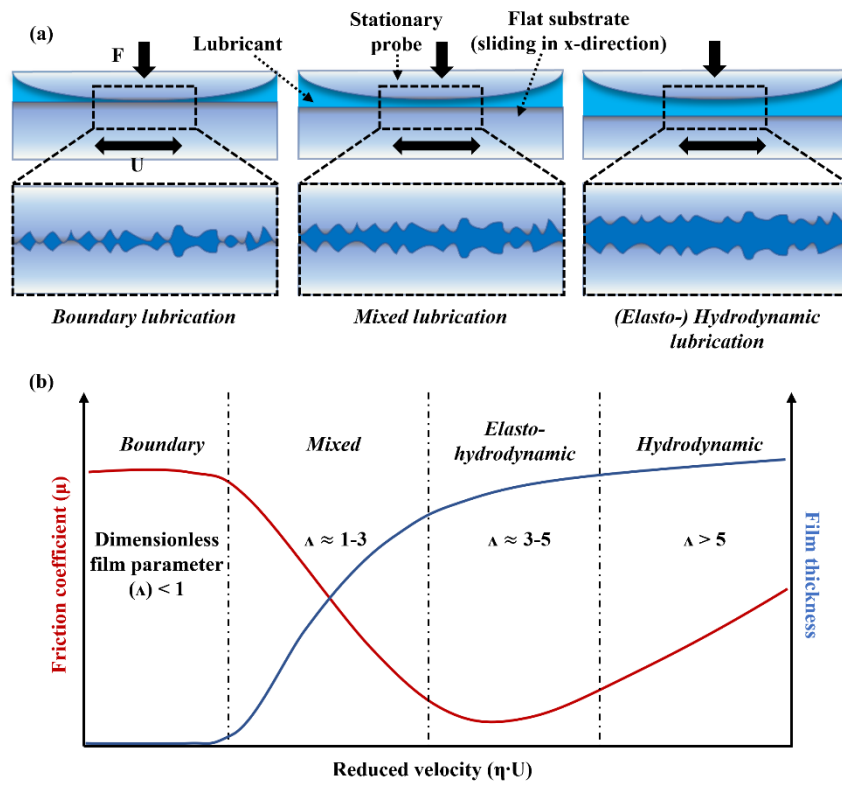 (a)
F
Lubricant
Stationary
probe
Flat substrate
(sliding in x-direction)
U
Boundary lubrication
Mixed lubrication
(Elasto-) Hydrodynamic
lubrication
(b)
Boundary
Mixed
Elasto-
hydrodynamic
Hydrodynamic
Dimensionless
film parameter
(Λ) < 1
Λ ≈ 1-3
Λ ≈ 3-5
Λ > 5
Friction coefficient (μ)
Film thickness
Reduced velocity (η·U)